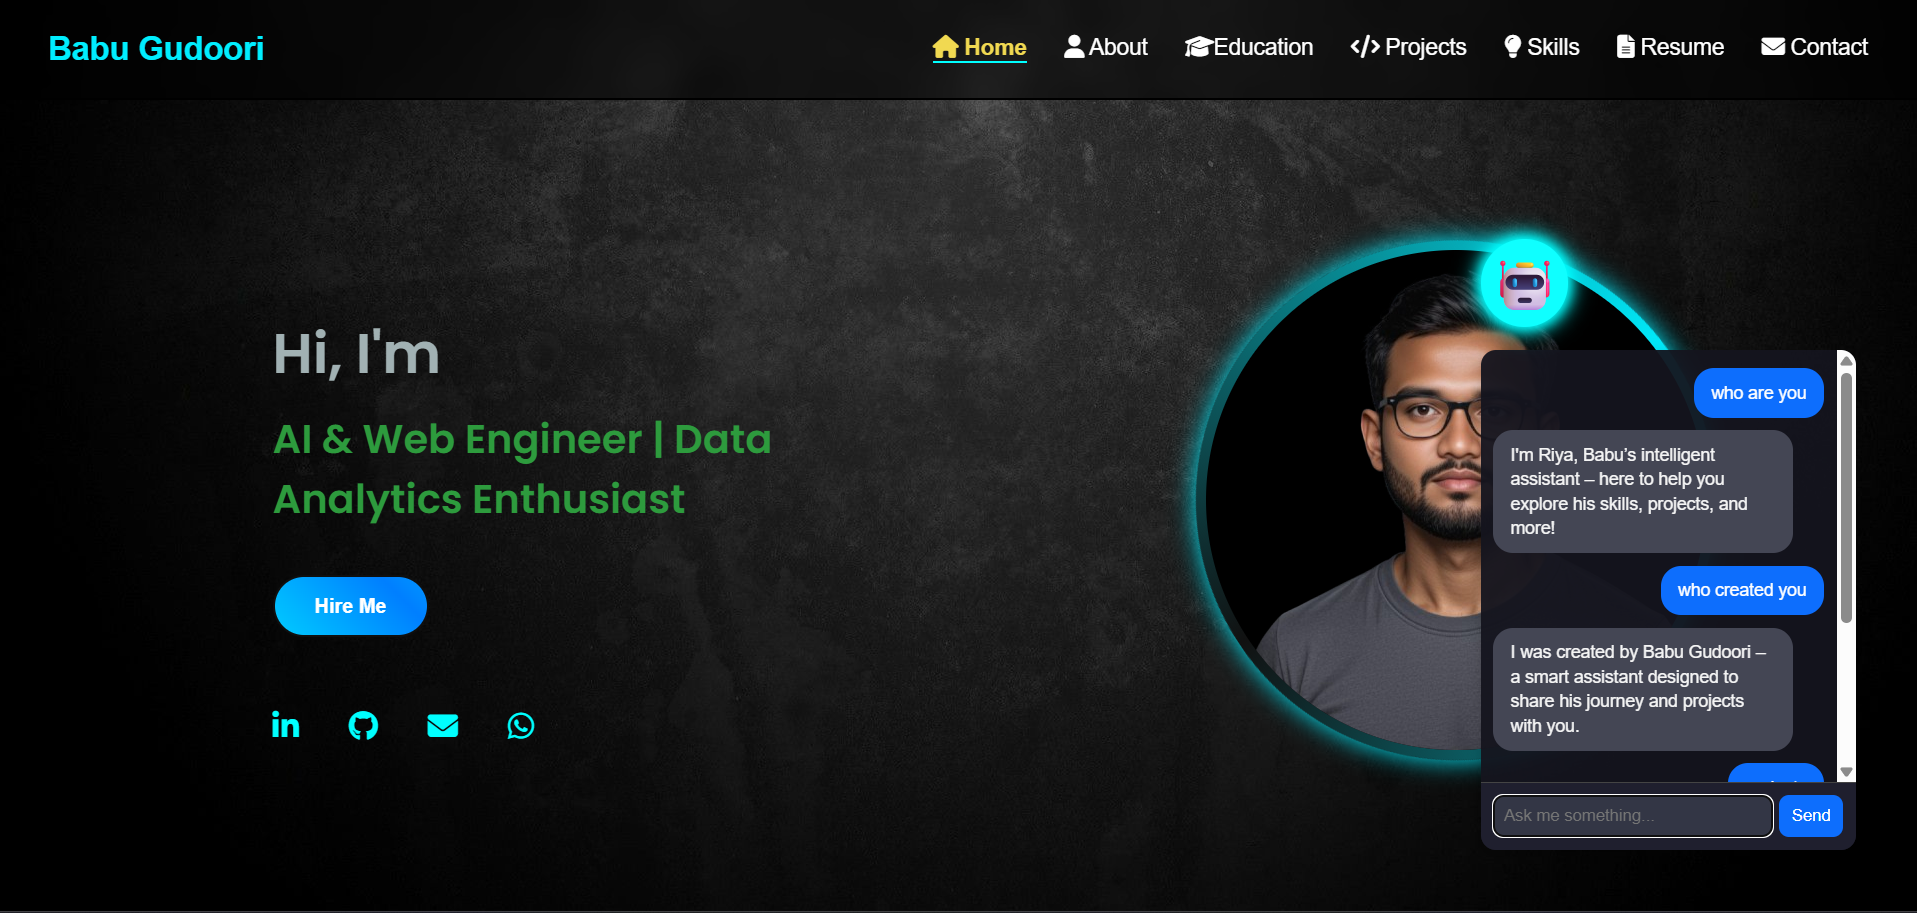 Babu Gudoori
Home
About
Education
Projects
Skills
Resume
Contact
Hi, I'm
AI & Web Engineer | Data
Analytics Enthusiast
Hire Me
who are you
I'm Riya, Babu’s intelligent
assistant – here to help you
explore his skills, projects, and
more!
who created you
I was created by Babu Gudoori –
a smart assistant designed to
share his journey and projects
with you.
Ask me something...
Send